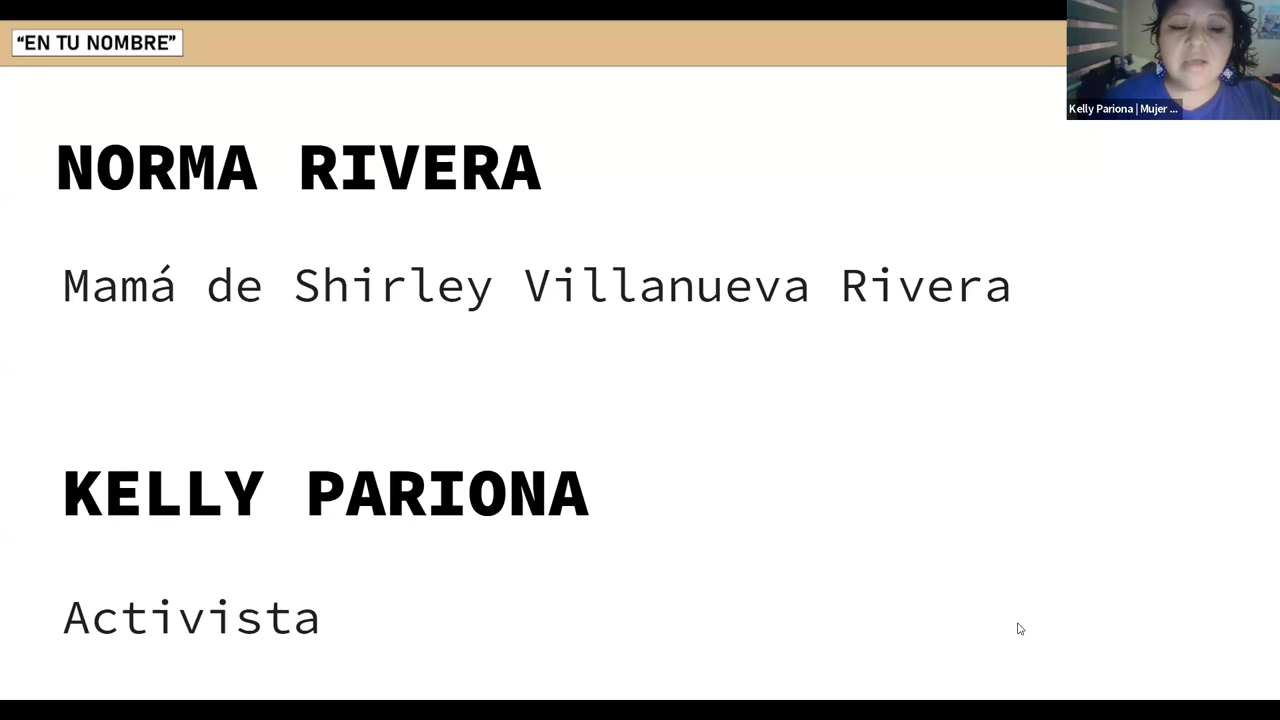 “EN TU NOMBRE”
Kelly Pariona | Mujer ...
NORMA RIVERA
Mamá de Shirley Villanueva Rivera
KELLY PARIONA
Activista